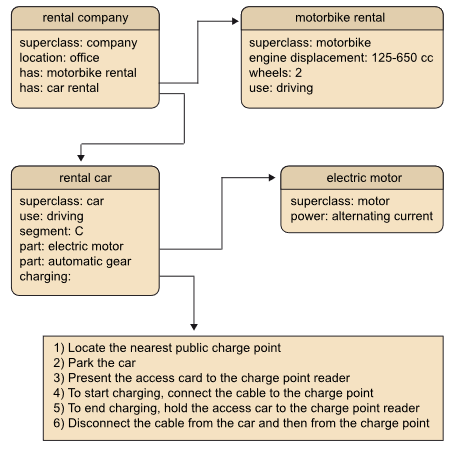 rental company
superclass: company
location: office
has: motorbike rental
has: car rental
motorbike rental
superclass: motorbike
engine displacement: 125-650 cc
wheels: 2
use: driving
rental car
superclass: car
use: driving
segment: C
part: electric motor
part: automatic gear
charging:
electric motor
superclass: motor
power: alternating current
1) Locate the nearest public charge point
2) Park the car
3) Present the access card to the charge point reader
4) To start charging, connect the cable to the charge point
5) To end charging, hold the access car to the charge point reader
6) Disconnect the cable from the car and then from the charge point